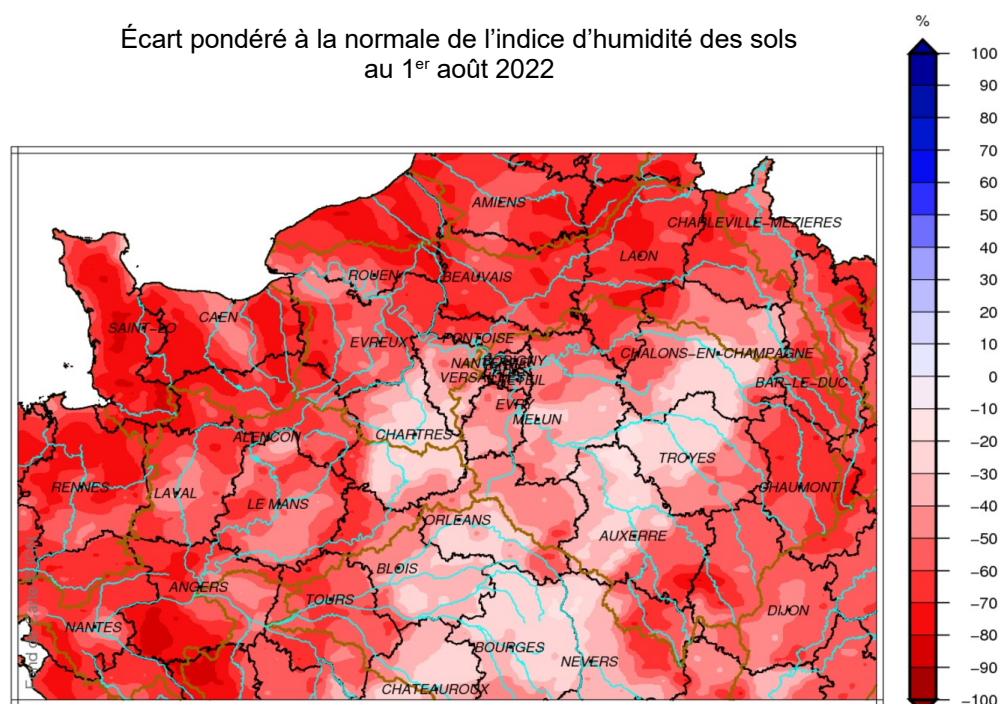 Écart pondéré à la normale de l’indice d’humidité des sols
au 1er août 2022
%
100
90
80
70
60
50
40
30
20
10
0
−10
−20
−30
−40
−50
−60
−70
−80
−90
−100
AMIENS
CHARLEVILLE−MEZIERES
LAON
ROUEN
BEAUVAIS
CAEN
SAINT−LO
EVREUX
PONTOISE
CHALONS−EN−CHAMPAGNE
BAR−LE−DUC
EVRY
MELUN
ALENCON
CHARTRES
TROYES
RENNES
LAVAL
CHAUMONT
LE MANS
ORLEANS
AUXERRE
BLOIS
ANGERS
TOURS
DIJON
NANTES
BOURGES
NEVERS
CHATEAUROUX